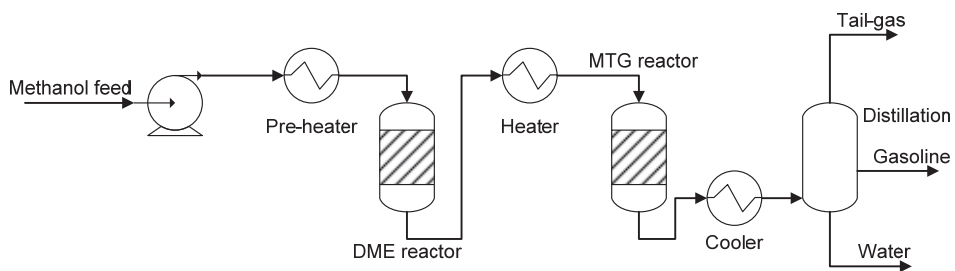 Tail-gas
Methanol feed
Pre-heater
DME reactor
Heater
MTG reactor
Cooler
Distillation
Gasoline
Water